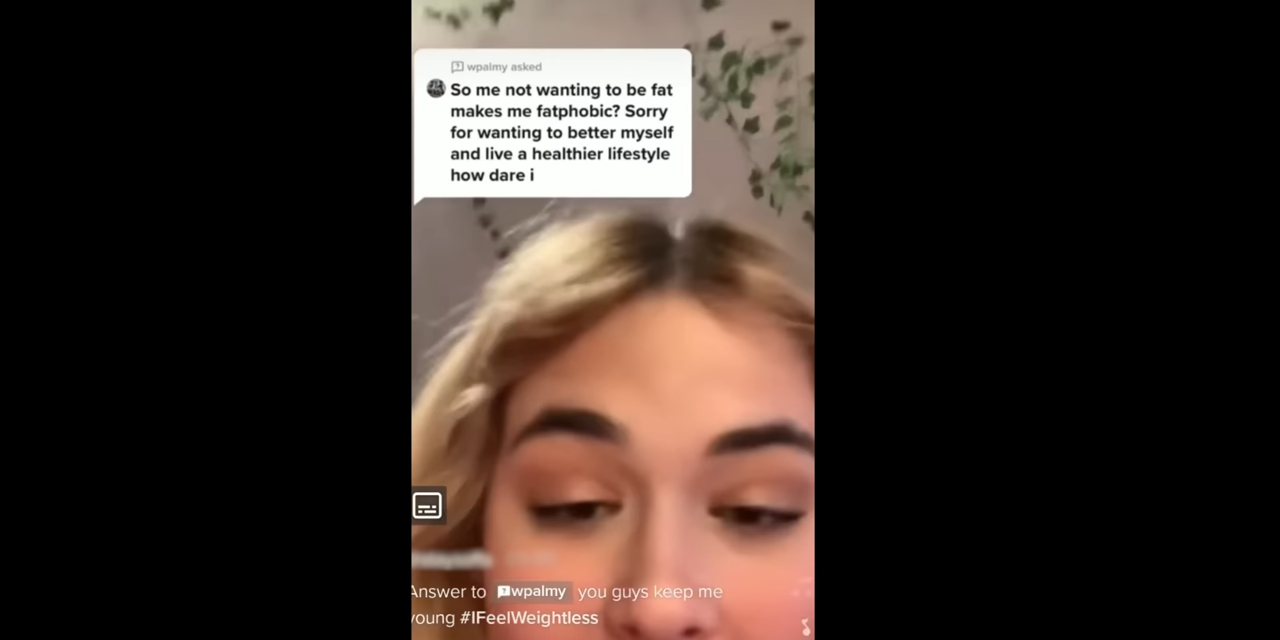 wpalmy asked
So me not wanting to be fat
makes me fatphobic? Sorry
for wanting to better myself
and live a healthier lifestyle
how dare i
Answer to wpalmy you guys keep me
young #IFeelWeightless